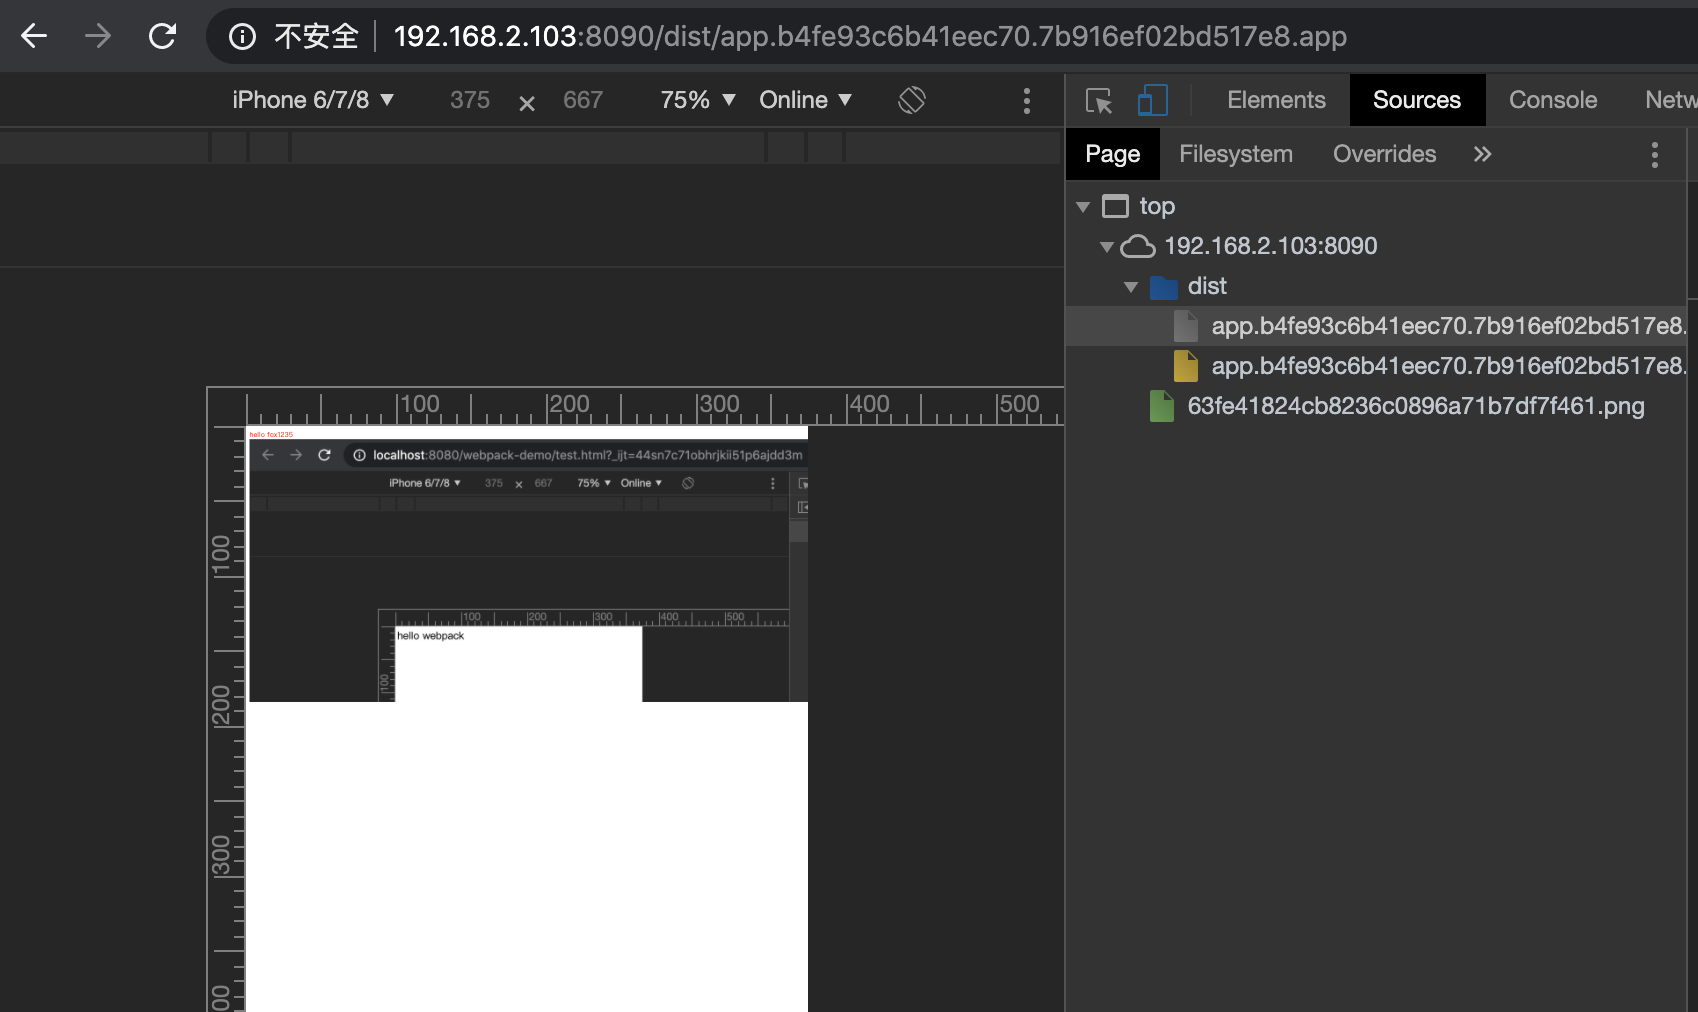 不安全 192.168.2.103:8090/dist/app.b4fe93c6b41eec70.7b916ef02bd517e8.app
iPhone 6/7/8 375 × 667 75% Online
Elements Sources Console Netw
Page Filesystem Overrides »
top
192.168.2.103:8090
dist
app.b4fe93c6b41eec70.7b916ef02bd517e8.
app.b4fe93c6b41eec70.7b916ef02bd517e8.
63fe41824cb8236c0896a71b7df7f461.png
100 200 300 400 500
100
200
300
00
hello fox1235
localhost:8080/webpack-demo/test.html?_ijt=44sn7c71obhrjkii51p6ajdd3m
iPhone 6/7/8 375 × 667 75% Online
100 200 300 400 500
100
hello webpack